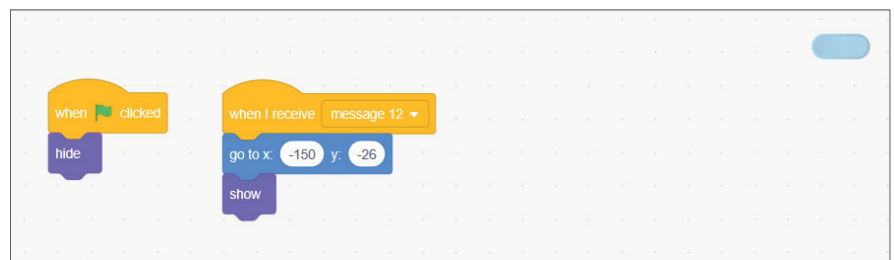 when clicked
hide
when I receive message 12
go to x: -150 y: -26
show